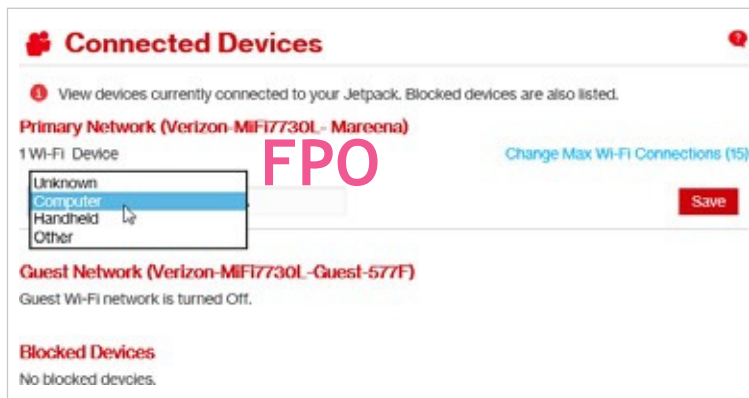 Connected Devices
?
View devices currently connected to your Jetpack. Blocked devices are also listed.
Primary Network (Verizon-MiFi7730L- Mareena)
1 Wi-Fi Device
FPO
Change Max Wi-Fi Connections (15)
Unknown
Computer
Handheld
Other
Save
Guest Network (Verizon-MiFi7730L-Guest-577F)
Guest Wi-Fi network is turned Off.
Blocked Devices
No blocked devcies.